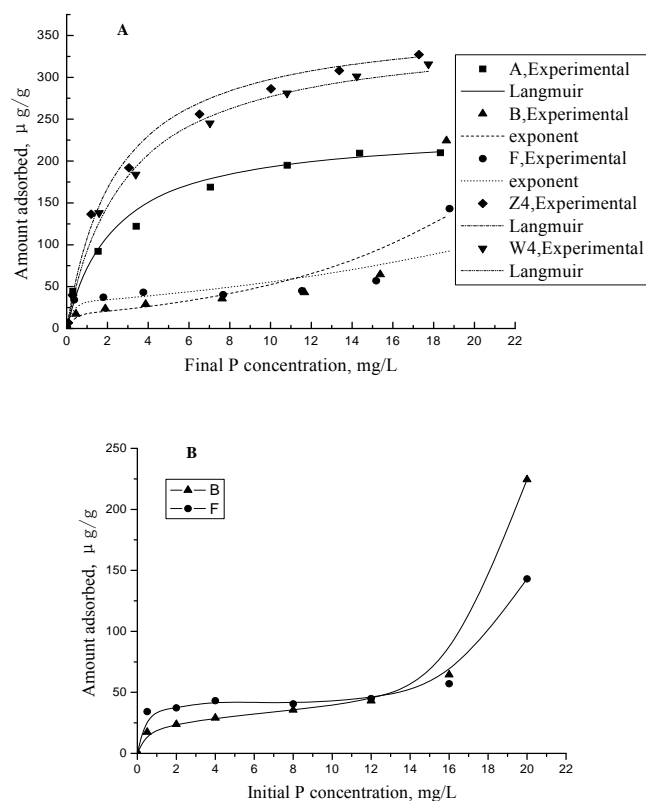 A
350
300
250
200
150
100
50
0
0 2 4 6 8 10 12 14 16 18 20 22
Amount adsorbed, μ g/g
Final P concentration, mg/L
A,Experimental
Langmuir
B,Experimental
exponent
F,Experimental
exponent
Z4,Experimental
Langmuir
W4,Experimental
Langmuir
B
250
200
150
100
50
0
0 2 4 6 8 10 12 14 16 18 20 22
Amount adsorbed, μ g/g
Initial P concentration, mg/L
B
F